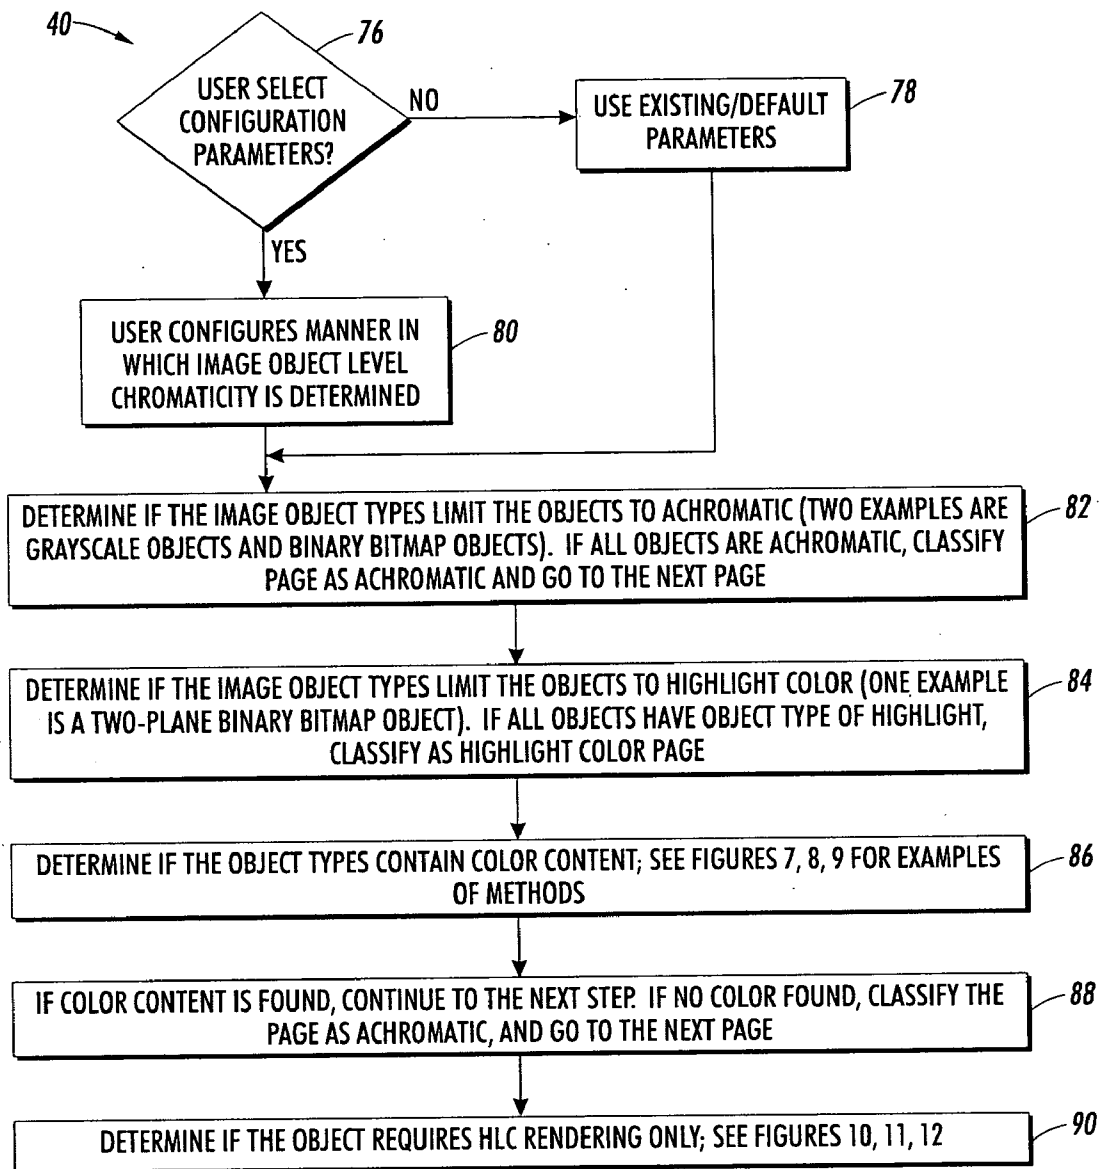 40
76
USER SELECT
CONFIGURATION
PARAMETERS?
NO
USE EXISTING/DEFAULT
PARAMETERS
78
YES
USER CONFIGURES MANNER IN
WHICH IMAGE OBJECT LEVEL
CHROMATICITY IS DETERMINED
80
DETERMINE IF THE IMAGE OBJECT TYPES LIMIT THE OBJECTS TO ACHROMATIC (TWO EXAMPLES ARE
GRAYSCALE OBJECTS AND BINARY BITMAP OBJECTS). IF ALL OBJECTS ARE ACHROMATIC, CLASSIFY
PAGE AS ACHROMATIC AND GO TO THE NEXT PAGE
82
DETERMINE IF THE IMAGE OBJECT TYPES LIMIT THE OBJECTS TO HIGHLIGHT COLOR (ONE EXAMPLE
IS A TWO-PLANE BINARY BITMAP OBJECT). IF ALL OBJECTS HAVE OBJECT TYPE OF HIGHLIGHT,
CLASSIFY AS HIGHLIGHT COLOR PAGE
84
DETERMINE IF THE OBJECT TYPES CONTAIN COLOR CONTENT; SEE FIGURES 7, 8, 9 FOR EXAMPLES
OF METHODS
86
IF COLOR CONTENT IS FOUND, CONTINUE TO THE NEXT STEP. IF NO COLOR FOUND, CLASSIFY THE
PAGE AS ACHROMATIC, AND GO TO THE NEXT PAGE
88
DETERMINE IF THE OBJECT REQUIRES HLC RENDERING ONLY; SEE FIGURES 10, 11, 12
90